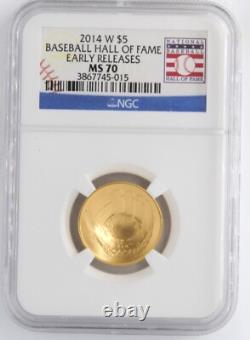 2014 W $5
BASEBALL HALL OF FAME
EARLY RELEASES
MS 70
3867745-015
NGC
NATIONAL
BASEBALL
HALL OF FAME